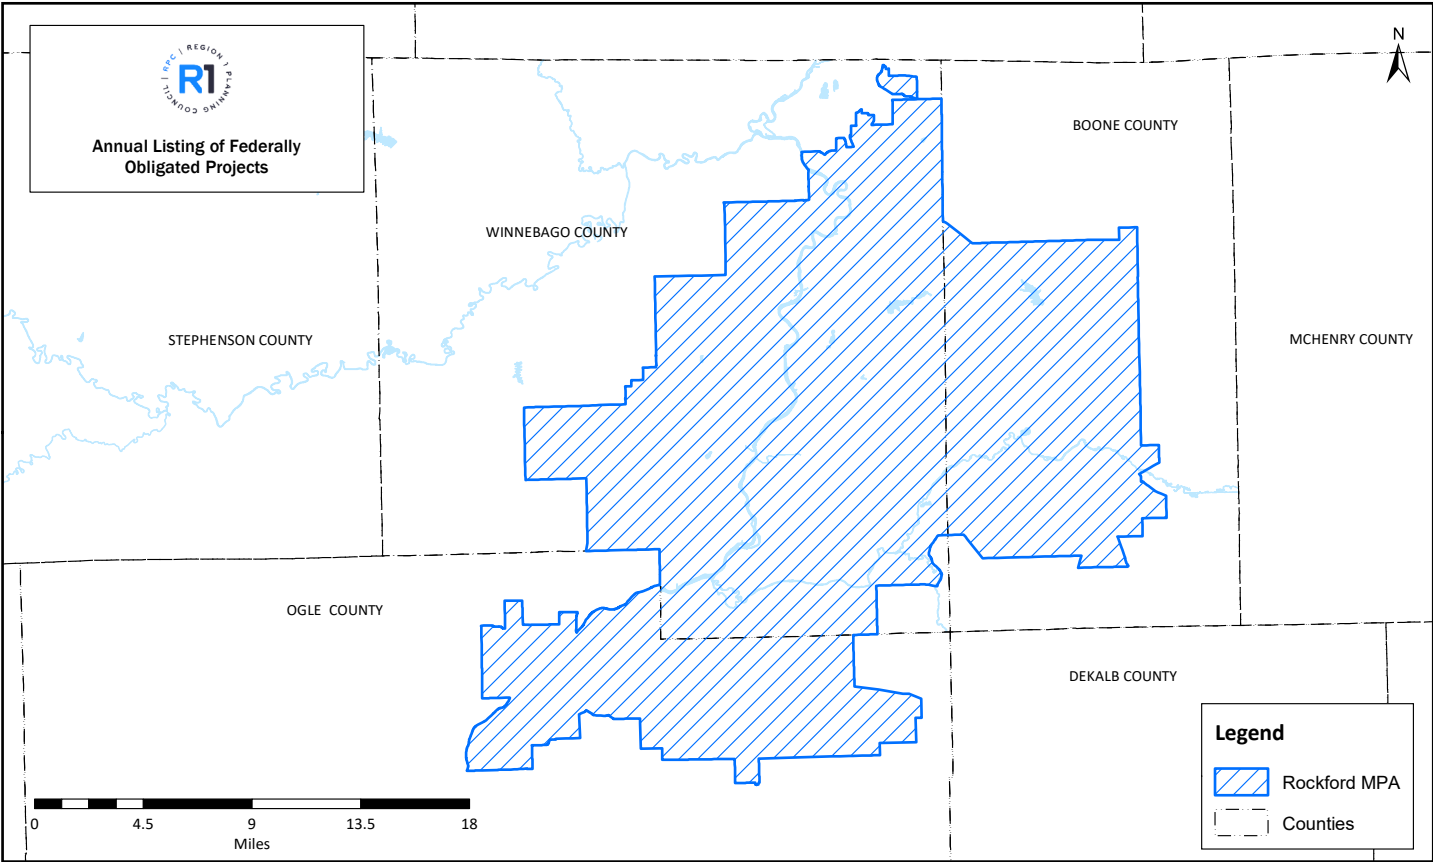 RPC | REGION 1 PLANNING COUNCIL |
R1
Annual Listing of Federally
Obligated Projects
N
BOONE COUNTY
WINNEBAGO COUNTY
STEPHENSON COUNTY
MCHENRY COUNTY
OGLE COUNTY
DEKALB COUNTY
Legend
Rockford MPA
Counties
0 4.5 9 13.5 18
Miles